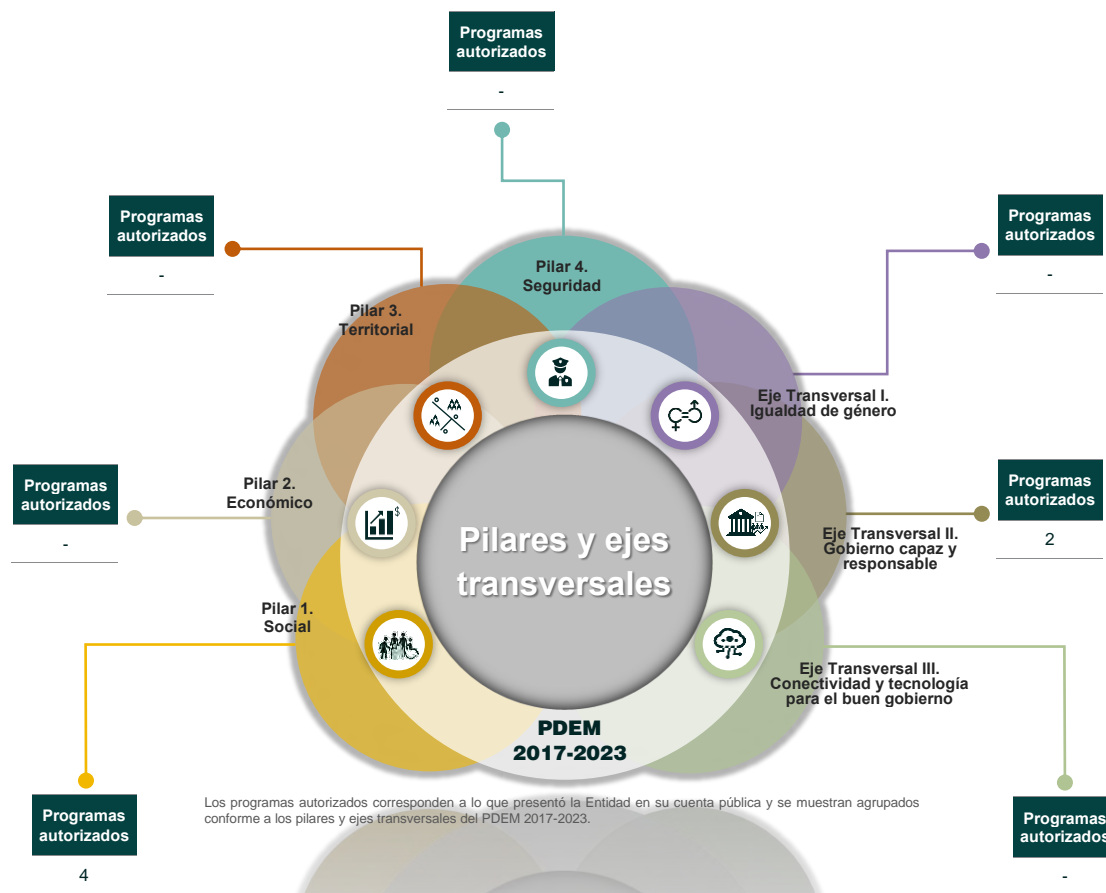 Programas
autorizados
-
Programas
autorizados
-
Programas
autorizados
-
Pilar 4.
Seguridad
Pilar 3.
Territorial
Eje Transversal I.
Igualdad de género
Programas
autorizados
-
Pilar 2.
Económico
$
Programas
autorizados
2
Eje Transversal II.
Gobierno capaz y
responsable
Pilares y ejes
transversales
Pilar 1.
Social
Eje Transversal III.
Conectividad y tecnología
para el buen gobierno
PDEM
2017-2023
Los programas autorizados corresponden a lo que presentó la Entidad en su cuenta pública y se muestran agrupados
conforme a los pilares y ejes transversales del PDEM 2017-2023.
Programas
autorizados
4
Programas
autorizados
-